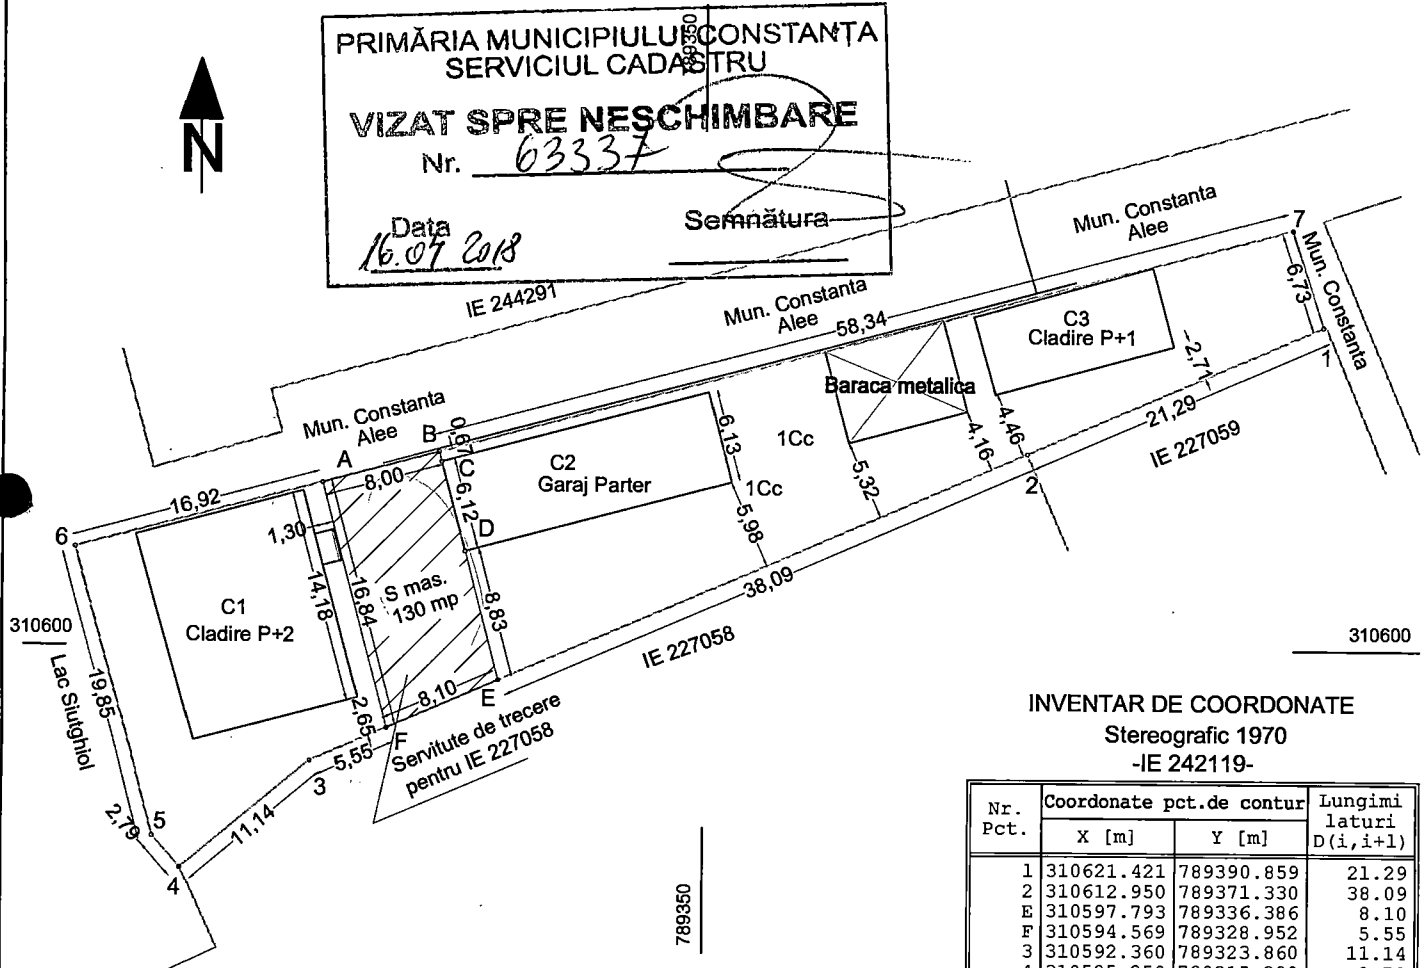 PRIMĂRIA MUNICIPIULUI CONSTANȚA
SERVICIUL CADASTRU
VIZAT SPRE NESCHIMBARE
Nr. 63337
Data
Semnătura
16.04 2018
789350
N
IE 244291
Mun. Constanta
Alee
Mun. Constanta
Alee
Mun. Constanta
Alee
Mun. Constanta
7
6,73
1
58,34
C3
Cladire P+1
2,71
21,29
IE 227059
Baraca metalica
4,46
4,16
2
B
0,67
A
8,00
C
6,12
D
C2
Garaj Parter
6,13
1Cc
1Cc
5,32
5,98
38,09
16,92
6
1,30
14,18
16,84
S mas.
130 mp
8,83
C1
Cladire P+2
310600
310600
Lac Siutghiol
19,85
2,65
8,10
E
F
IE 227058
Servitute de trecere
pentru IE 227058
5,55
3
11,14
2,79
5
4
789350
INVENTAR DE COORDONATE
Stereografic 1970
-IE 242119-
Nr. Pct. Coordonate pct.de contur Lungimi laturi D(i,i+1)
X [m] Y [m]
1 310621.421 789390.859 21.29
2 310612.950 789371.330 38.09
E 310597.793 789336.386 8.10
F 310594.569 789328.952 5.55
3 310592.360 789323.860 11.14